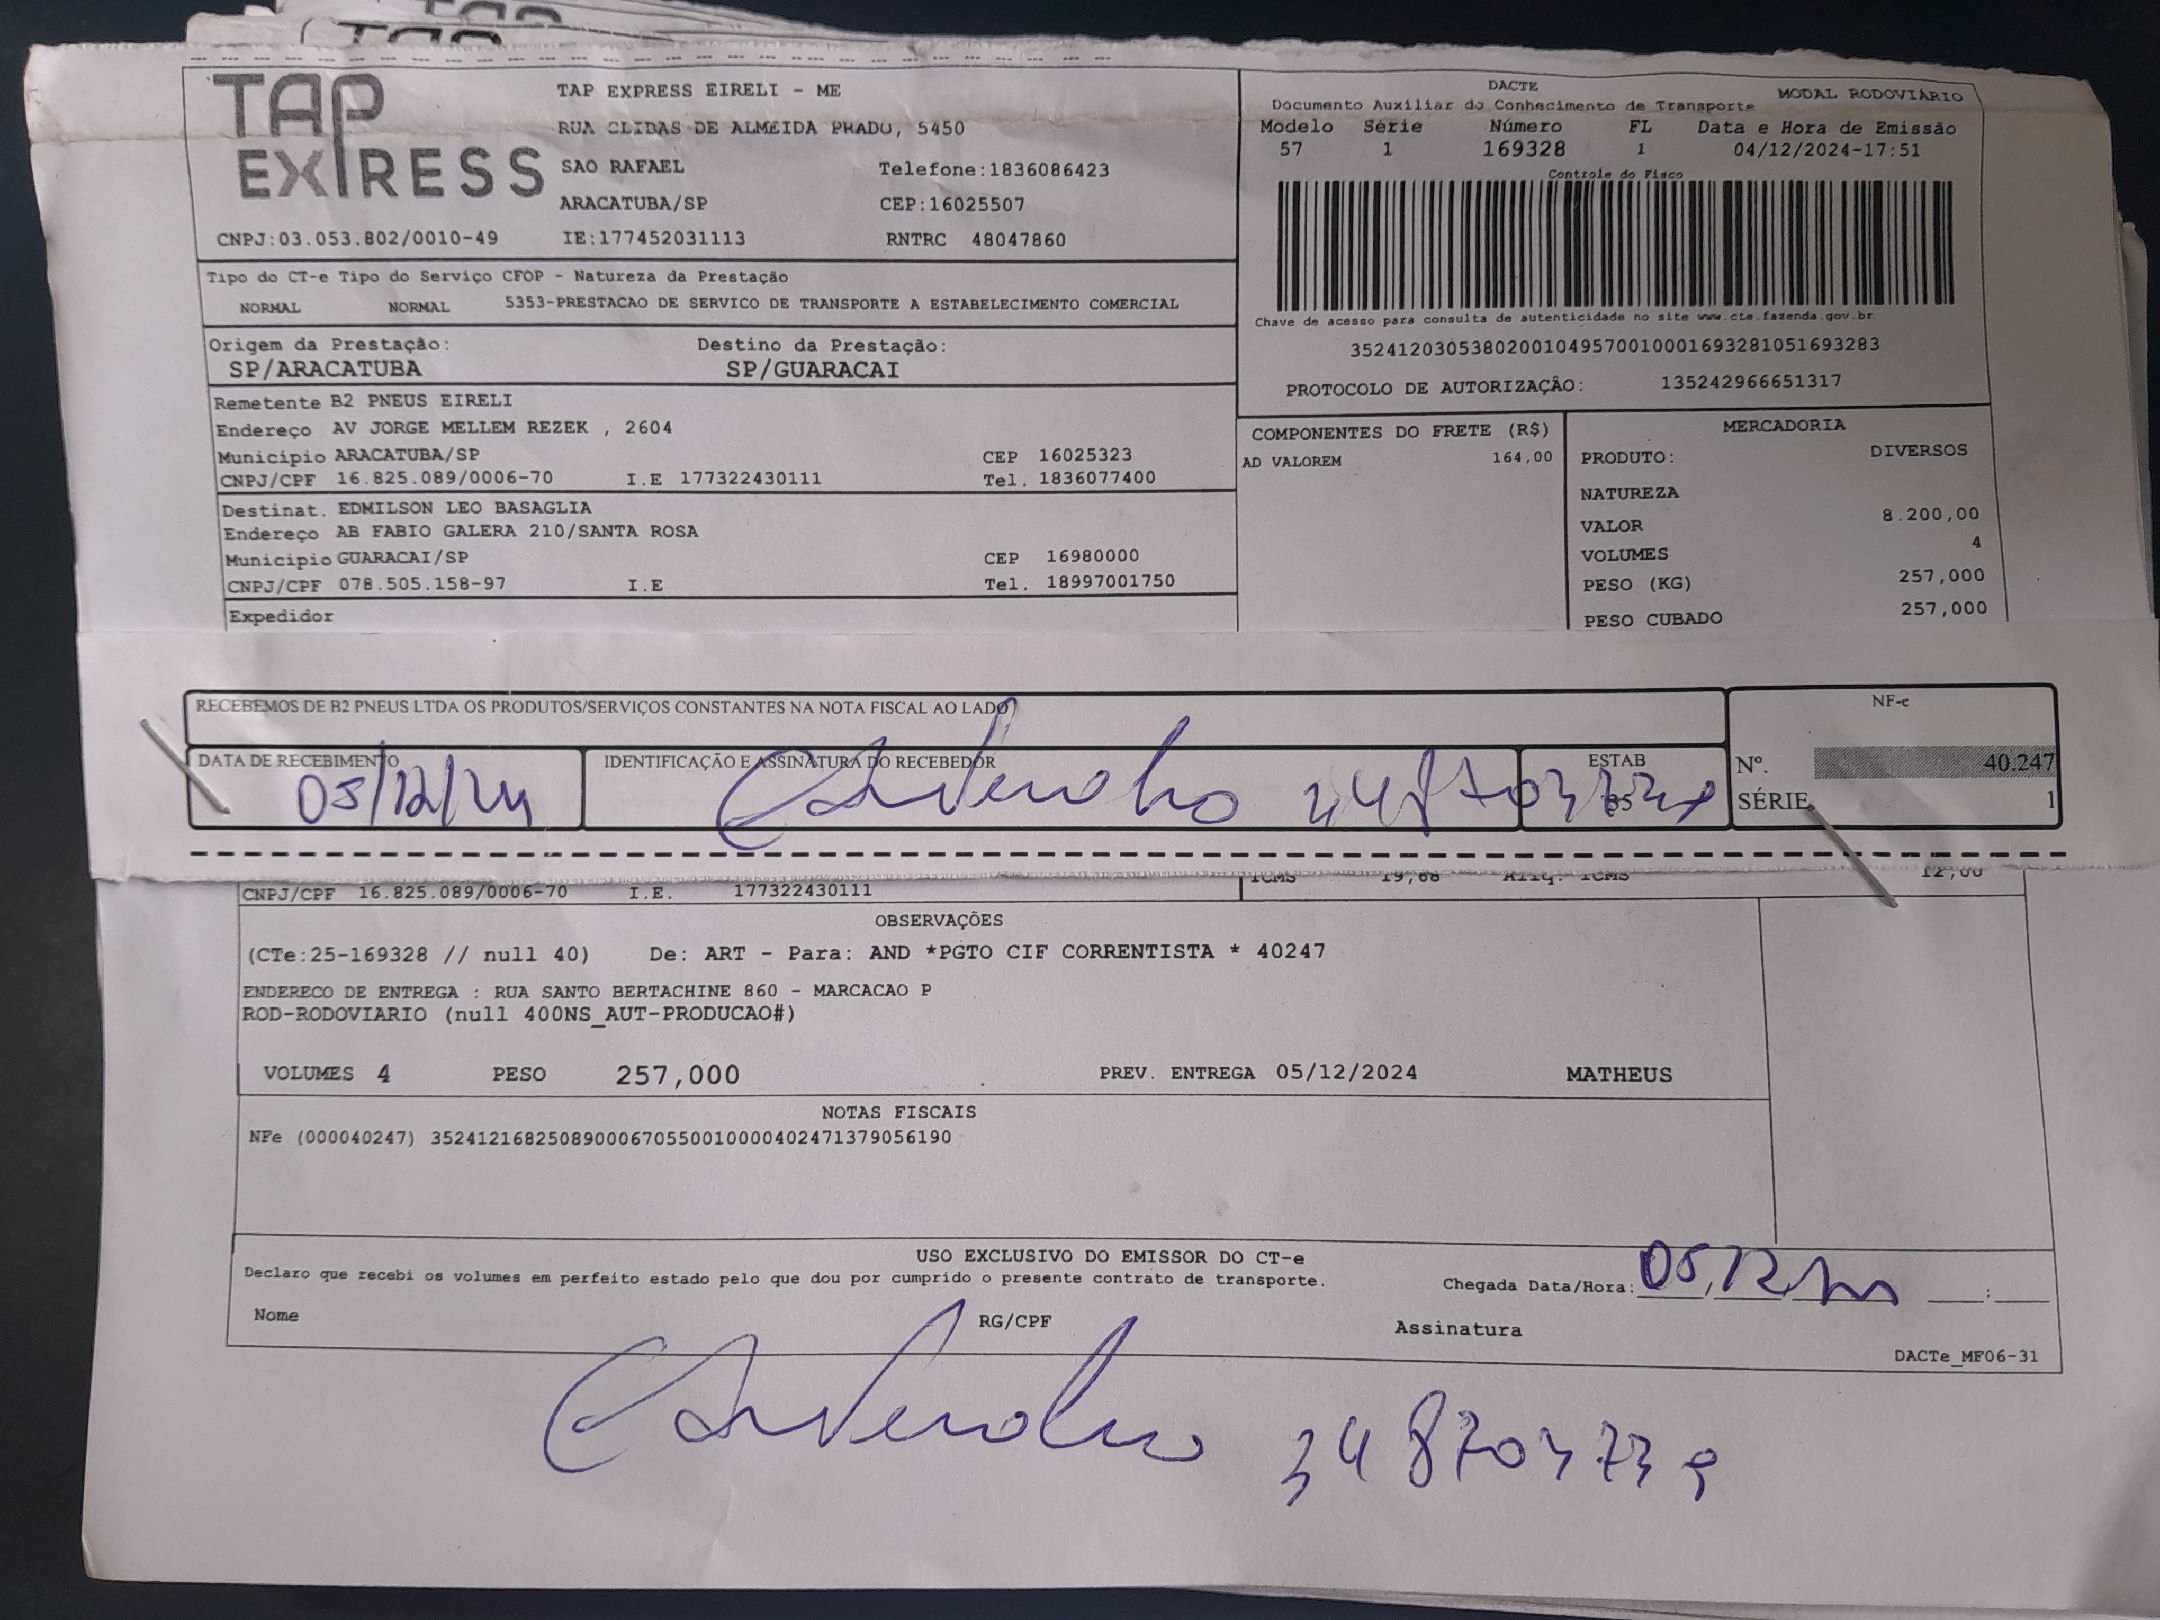 TAP EXPRESS
TAP EXPRESS EIRELI - ME
RUA CLIDAS DE ALMEIDA PRADO, 5450
SAO RAFAEL Telefone:1836086423
ARACATUBA/SP CEP:16025507
CNPJ:03.053.802/0010-49 IE:177452031113 RNTRC 48047860
DACTE
Documento Auxiliar do Conhecimento de Transporte MODAL RODOVIARIO
Modelo Série Número FL Data e Hora de Emissão
57 1 169328 1 04/12/2024-17:51
Controle do Fisco
Chave de acesso para consulta de autenticidade no site www.cte.fazenda.gov.br
35241203053802001049570010001693281051693283
PROTOCOLO DE AUTORIZAÇÃO: 135242966651317
Tipo do CT-e Tipo do Serviço CFOP - Natureza da Prestação
NORMAL NORMAL 5353-PRESTACAO DE SERVICO DE TRANSPORTE A ESTABELECIMENTO COMERCIAL
Origem da Prestação: Destino da Prestação:
SP/ARACATUBA SP/GUARACAI
Remetente B2 PNEUS EIRELI
Endereço AV JORGE MELLEM REZEK , 2604
Município ARACATUBA/SP CEP 16025323
CNPJ/CPF 16.825.089/0006-70 I.E 177322430111 Tel. 1836077400
Destinat. EDMILSON LEO BASAGLIA
Endereço AB FABIO GALERA 210/SANTA ROSA
Município GUARACAI/SP CEP 16980000
CNPJ/CPF 078.505.158-97 I.E Tel. 18997001750
Expedidor
COMPONENTES DO FRETE (R$)
AD VALOREM 164,00
MERCADORIA
PRODUTO: DIVERSOS
NATUREZA
VALOR 8.200,00
VOLUMES 4
PESO (KG) 257,000
PESO CUBADO 257,000
RECEBEMOS DE B2 PNEUS LTDA OS PRODUTOS/SERVIÇOS CONSTANTES NA NOTA FISCAL AO LADO
DATA DE RECEBIMENTO IDENTIFICAÇÃO E ASSINATURA DO RECEBEDOR ESTAB
05/12/24 35
NF-e
Nº. 40.247
SÉRIE 1
CNPJ/CPF 16.825.089/0006-70 I.E. 177322430111 ICMS 19,68 Alíq. ICMS 12,00
OBSERVAÇÕES
(CTe:25-169328 // null 40) De: ART - Para: AND *PGTO CIF CORRENTISTA * 40247
ENDERECO DE ENTREGA : RUA SANTO BERTACHINE 860 - MARCACAO P
ROD-RODOVIARIO (null 400NS_AUT-PRODUCAO#)
VOLUMES 4 PESO 257,000 PREV. ENTREGA 05/12/2024 MATHEUS
NOTAS FISCAIS
NFe (000040247) 35241216825089000670550010000402471379056190
USO EXCLUSIVO DO EMISSOR DO CT-e
Declaro que recebi os volumes em perfeito estado pelo que dou por cumprido o presente contrato de transporte.
Chegada Data/Hora: 05/12/24 :
Nome RG/CPF Assinatura
DACTe_MF06-31